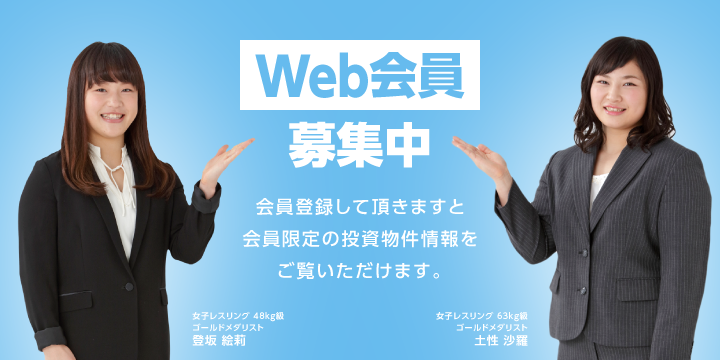 Web会員
募集中
会員登録して頂きますと
会員限定の投資物件情報を
ご覧いただけます。
女子レスリング 48kg級
ゴールドメダリスト
登坂 絵莉
女子レスリング 63kg級
ゴールドメダリスト
土性 沙羅